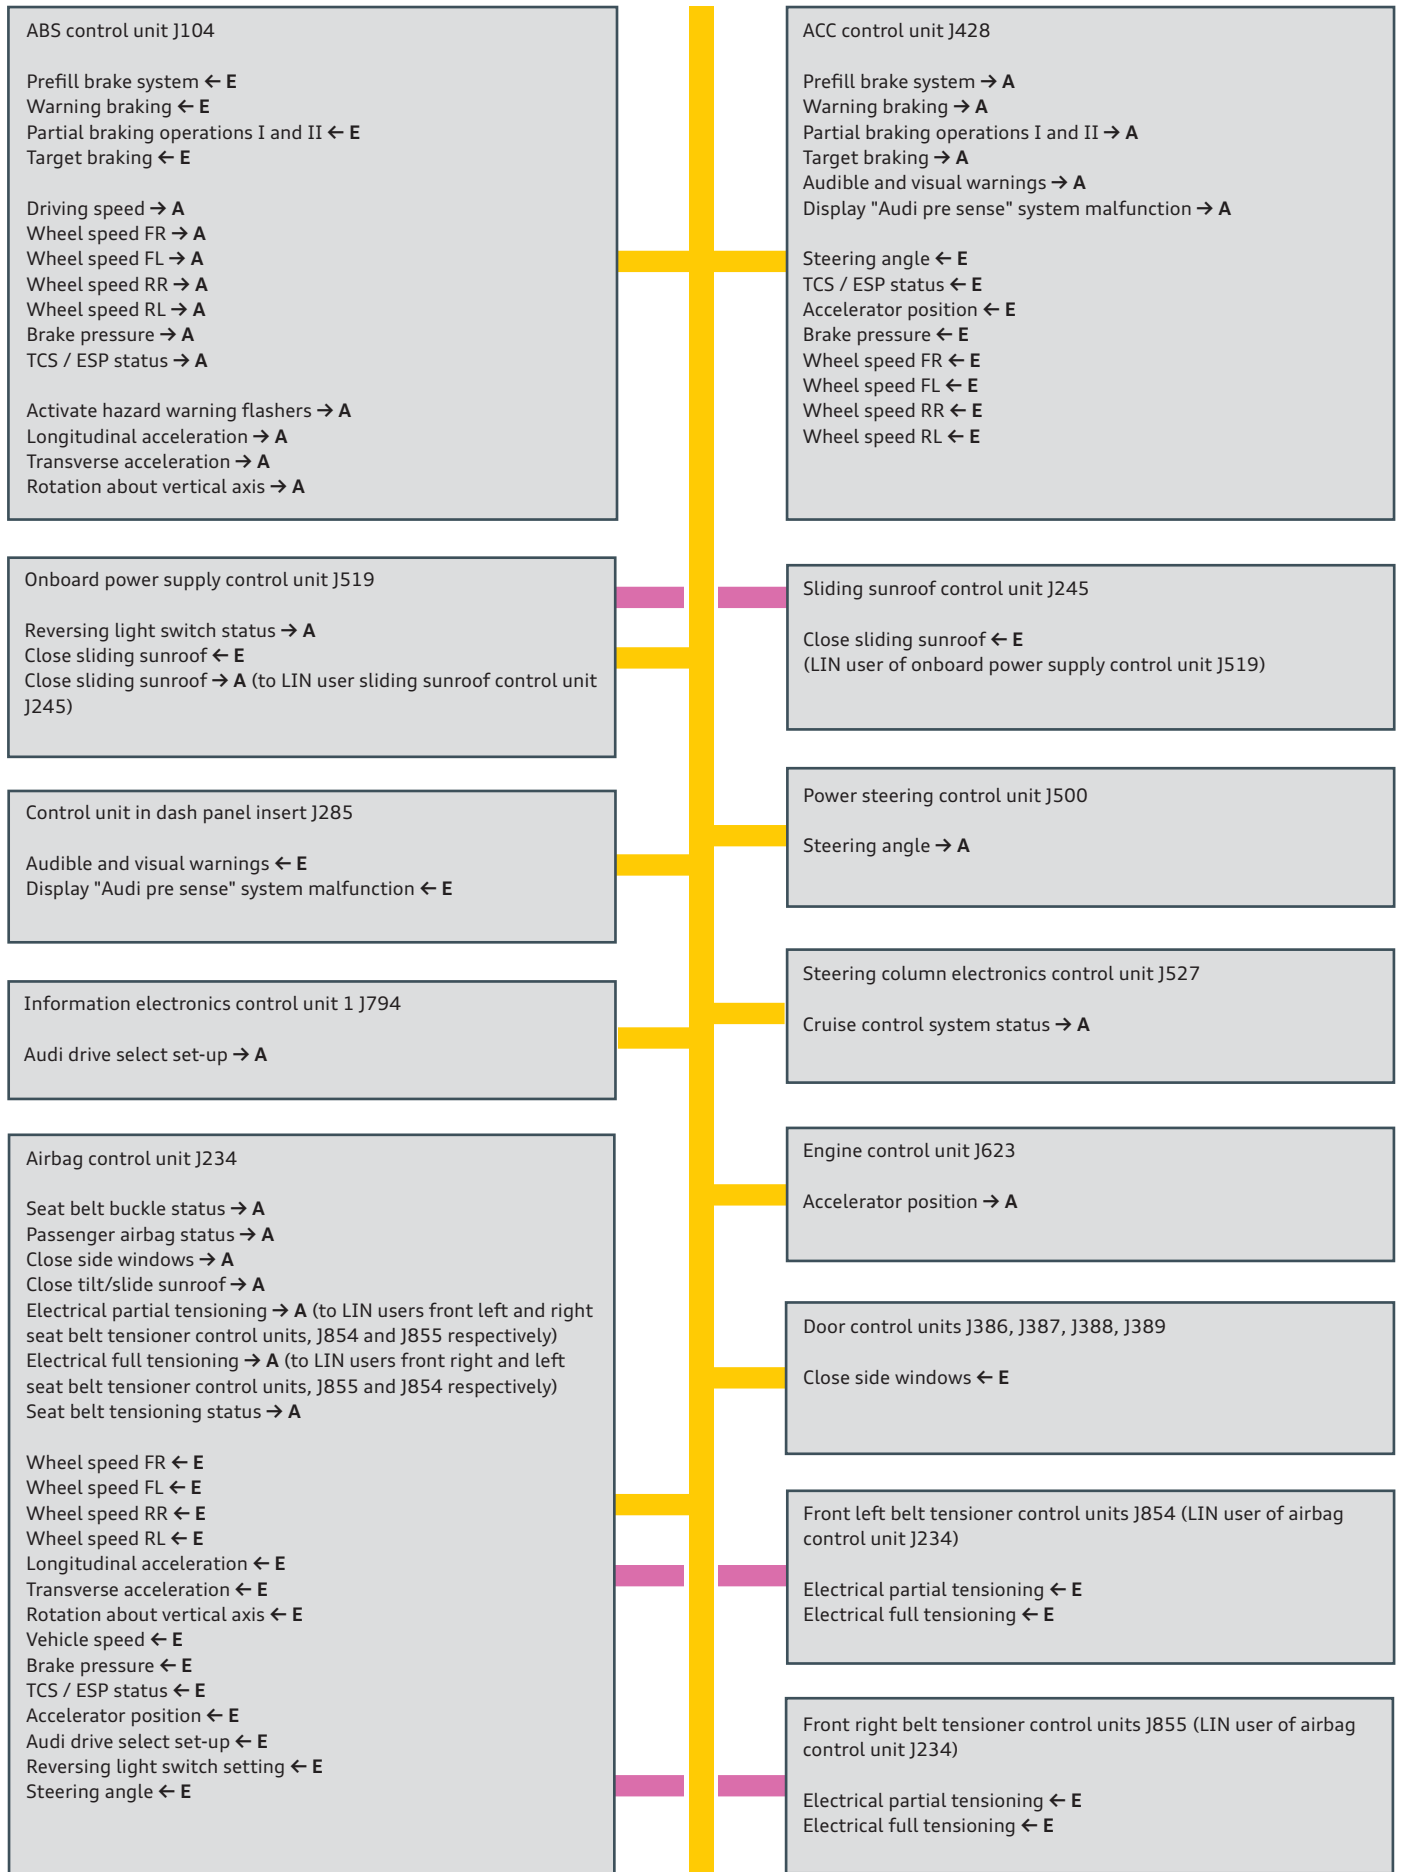 ABS control unit J104
Prefill brake system ← E
Warning braking ← E
Partial braking operations I and II ← E
Target braking ← E
Driving speed → A
Wheel speed FR → A
Wheel speed FL → A
Wheel speed RR → A
Wheel speed RL → A
Brake pressure → A
TCS / ESP status → A
Activate hazard warning flashers → A
Longitudinal acceleration → A
Transverse acceleration → A
Rotation about vertical axis → A
ACC control unit J428
Prefill brake system → A
Warning braking → A
Partial braking operations I and II → A
Target braking → A
Audible and visual warnings → A
Display "Audi pre sense" system malfunction → A
Steering angle ← E
TCS / ESP status ← E
Accelerator position ← E
Brake pressure ← E
Wheel speed FR ← E
Wheel speed FL ← E
Wheel speed RR ← E
Wheel speed RL ← E
Onboard power supply control unit J519
Reversing light switch status → A
Close sliding sunroof ← E
Close sliding sunroof → A (to LIN user sliding sunroof control unit
J245)
Sliding sunroof control unit J245
Close sliding sunroof ← E
(LIN user of onboard power supply control unit J519)
Control unit in dash panel insert J285
Audible and visual warnings ← E
Display "Audi pre sense" system malfunction ← E
Power steering control unit J500
Steering angle → A
Information electronics control unit 1 J794
Audi drive select set-up → A
Steering column electronics control unit J527
Cruise control system status → A
Airbag control unit J234
Seat belt buckle status → A
Passenger airbag status → A
Close side windows → A
Close tilt/slide sunroof → A
Electrical partial tensioning → A (to LIN users front left and right
seat belt tensioner control units, J854 and J855 respectively)
Electrical full tensioning → A (to LIN users front right and left
seat belt tensioner control units, J855 and J854 respectively)
Seat belt tensioning status → A
Wheel speed FR ← E
Wheel speed FL ← E
Wheel speed RR ← E
Wheel speed RL ← E
Longitudinal acceleration ← E
Transverse acceleration ← E
Rotation about vertical axis ← E
Vehicle speed ← E
Brake pressure ← E
TCS / ESP status ← E
Accelerator position ← E
Audi drive select set-up ← E
Reversing light switch setting ← E
Steering angle ← E
Engine control unit J623
Accelerator position → A
Door control units J386, J387, J388, J389
Close side windows ← E
Front left belt tensioner control units J854 (LIN user of airbag
control unit J234)
Electrical partial tensioning ← E
Electrical full tensioning ← E
Front right belt tensioner control units J855 (LIN user of airbag
control unit J234)
Electrical partial tensioning ← E
Electrical full tensioning ← E